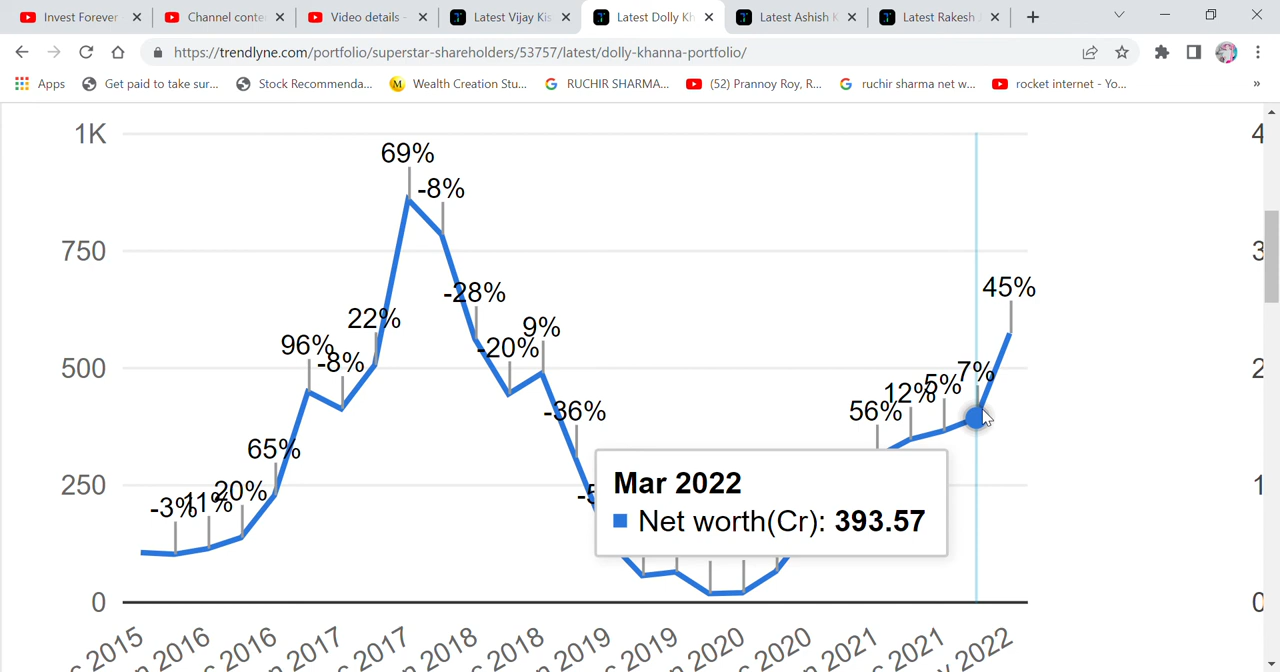 Invest Forever
Channel conte
Video details -
Latest Vijay Kis
Latest Dolly Kh
Latest Ashish K
Latest Rakesh J
https://trendlyne.com/portfolio/superstar-shareholders/53757/latest/dolly-khanna-portfolio/
Apps
Get paid to take sur...
Stock Recommenda...
M
Wealth Creation Stu...
RUCHIR SHARMA...
(52) Prannoy Roy, R...
ruchir sharma net w...
rocket internet - Yo...
»
1K
750
500
250
0
4
3
2
1
0
-3%
11%
20%
65%
96%
-8%
22%
69%
-8%
-28%
-20%
9%
-36%
56%
12%
5%
7%
45%
Mar 2022
Net worth(Cr): 393.57
2015
2016
2016
2017
2017
2018
2018
2019
2019
2020
2020
2021
2021
2022